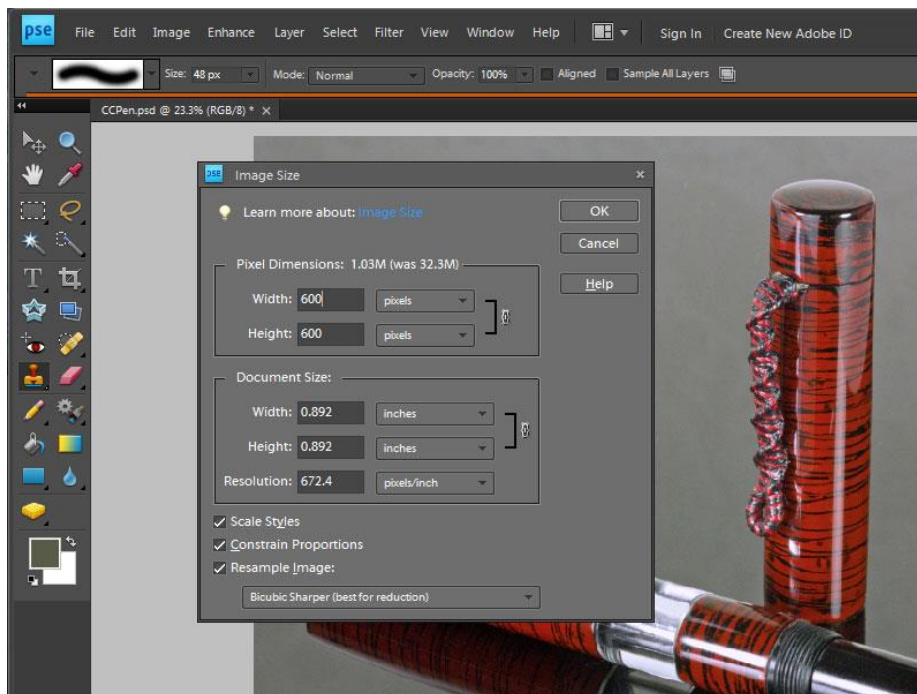 pse File Edit Image Enhance Layer Select Filter View Window Help Sign In Create New Adobe ID
Size: 48 px Mode: Normal Opacity: 100% Aligned Sample All Layers
CCPen.psd @ 23.3% (RGB/8) * ×
pse Image Size ×
Learn more about: Image Size
OK
Cancel
Help
Pixel Dimensions: 1.03M (was 32.3M)
Width: 600 pixels
Height: 600 pixels
Document Size:
Width: 0.892 inches
Height: 0.892 inches
Resolution: 672.4 pixels/inch
Scale Styles
Constrain Proportions
Resample Image:
Bicubic Sharper (best for reduction)